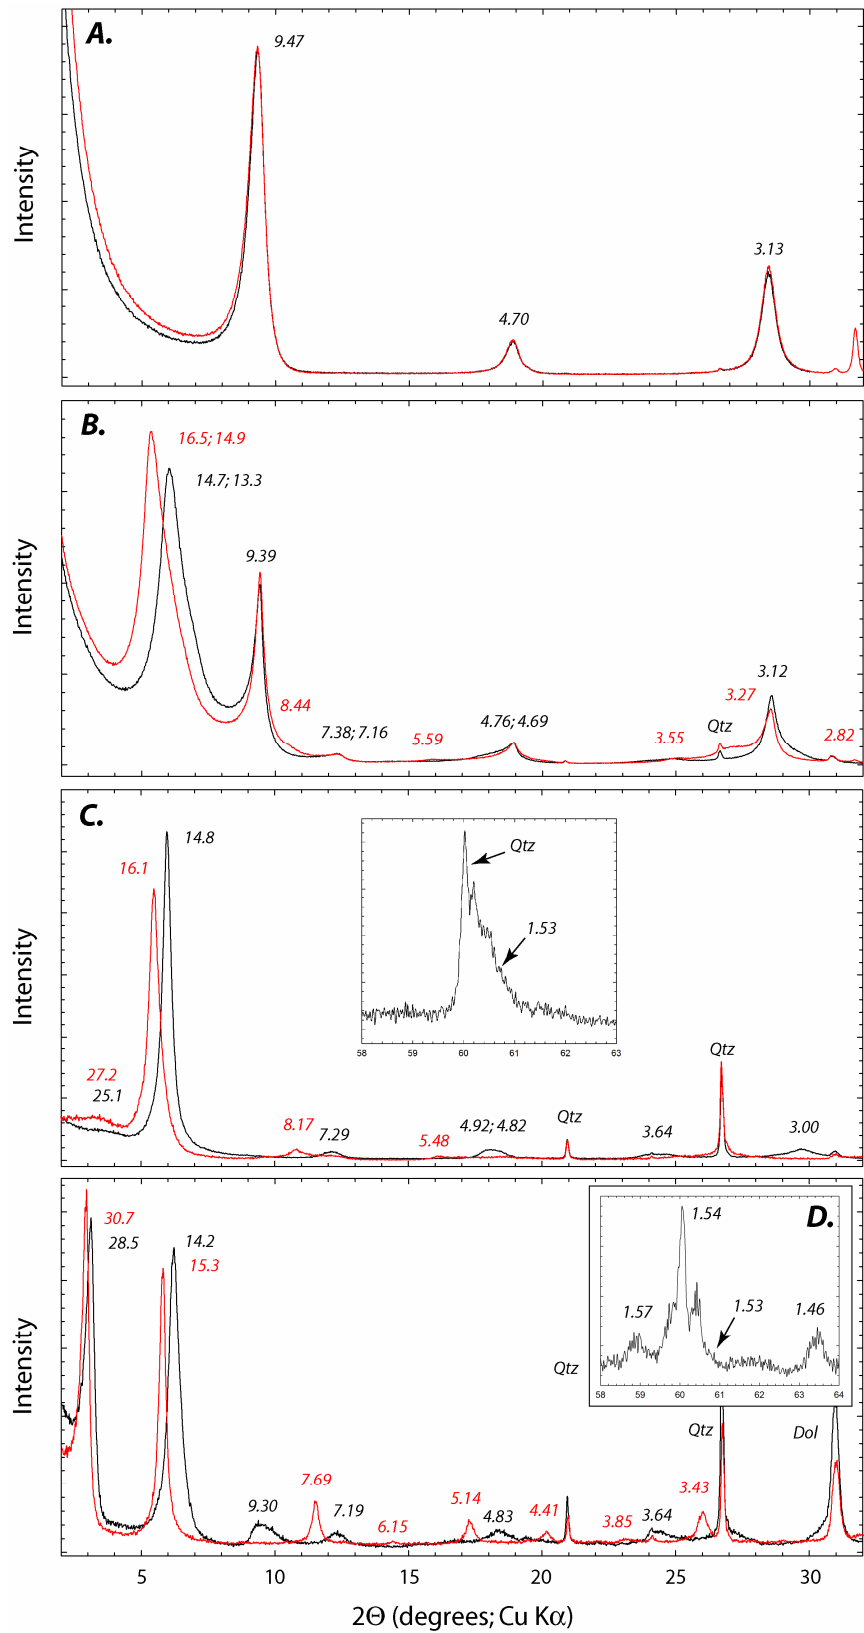 A.
9.47
3.13
4.70
Intensity
B.
16.5; 14.9
14.7; 13.3
9.39
8.44
7.38; 7.16
5.59
4.76; 4.69
3.55
Qtz
3.27
3.12
2.82
Intensity
C.
14.8
16.1
27.2
25.1
8.17
7.29
5.48
4.92; 4.82
Qtz
3.64
Qtz
3.00
Intensity
Qtz
1.53
58 59 60 61 62 63
D.
30.7
28.5
14.2
15.3
9.30
7.69
7.19
6.15
5.14
4.83
4.41
Qtz
3.85
3.64
3.43
Qtz
Dol
Intensity
1.54
1.57
1.53
1.46
58 59 60 61 62 63 64
5 10 15 20 25 30
2Θ (degrees; Cu Kα)